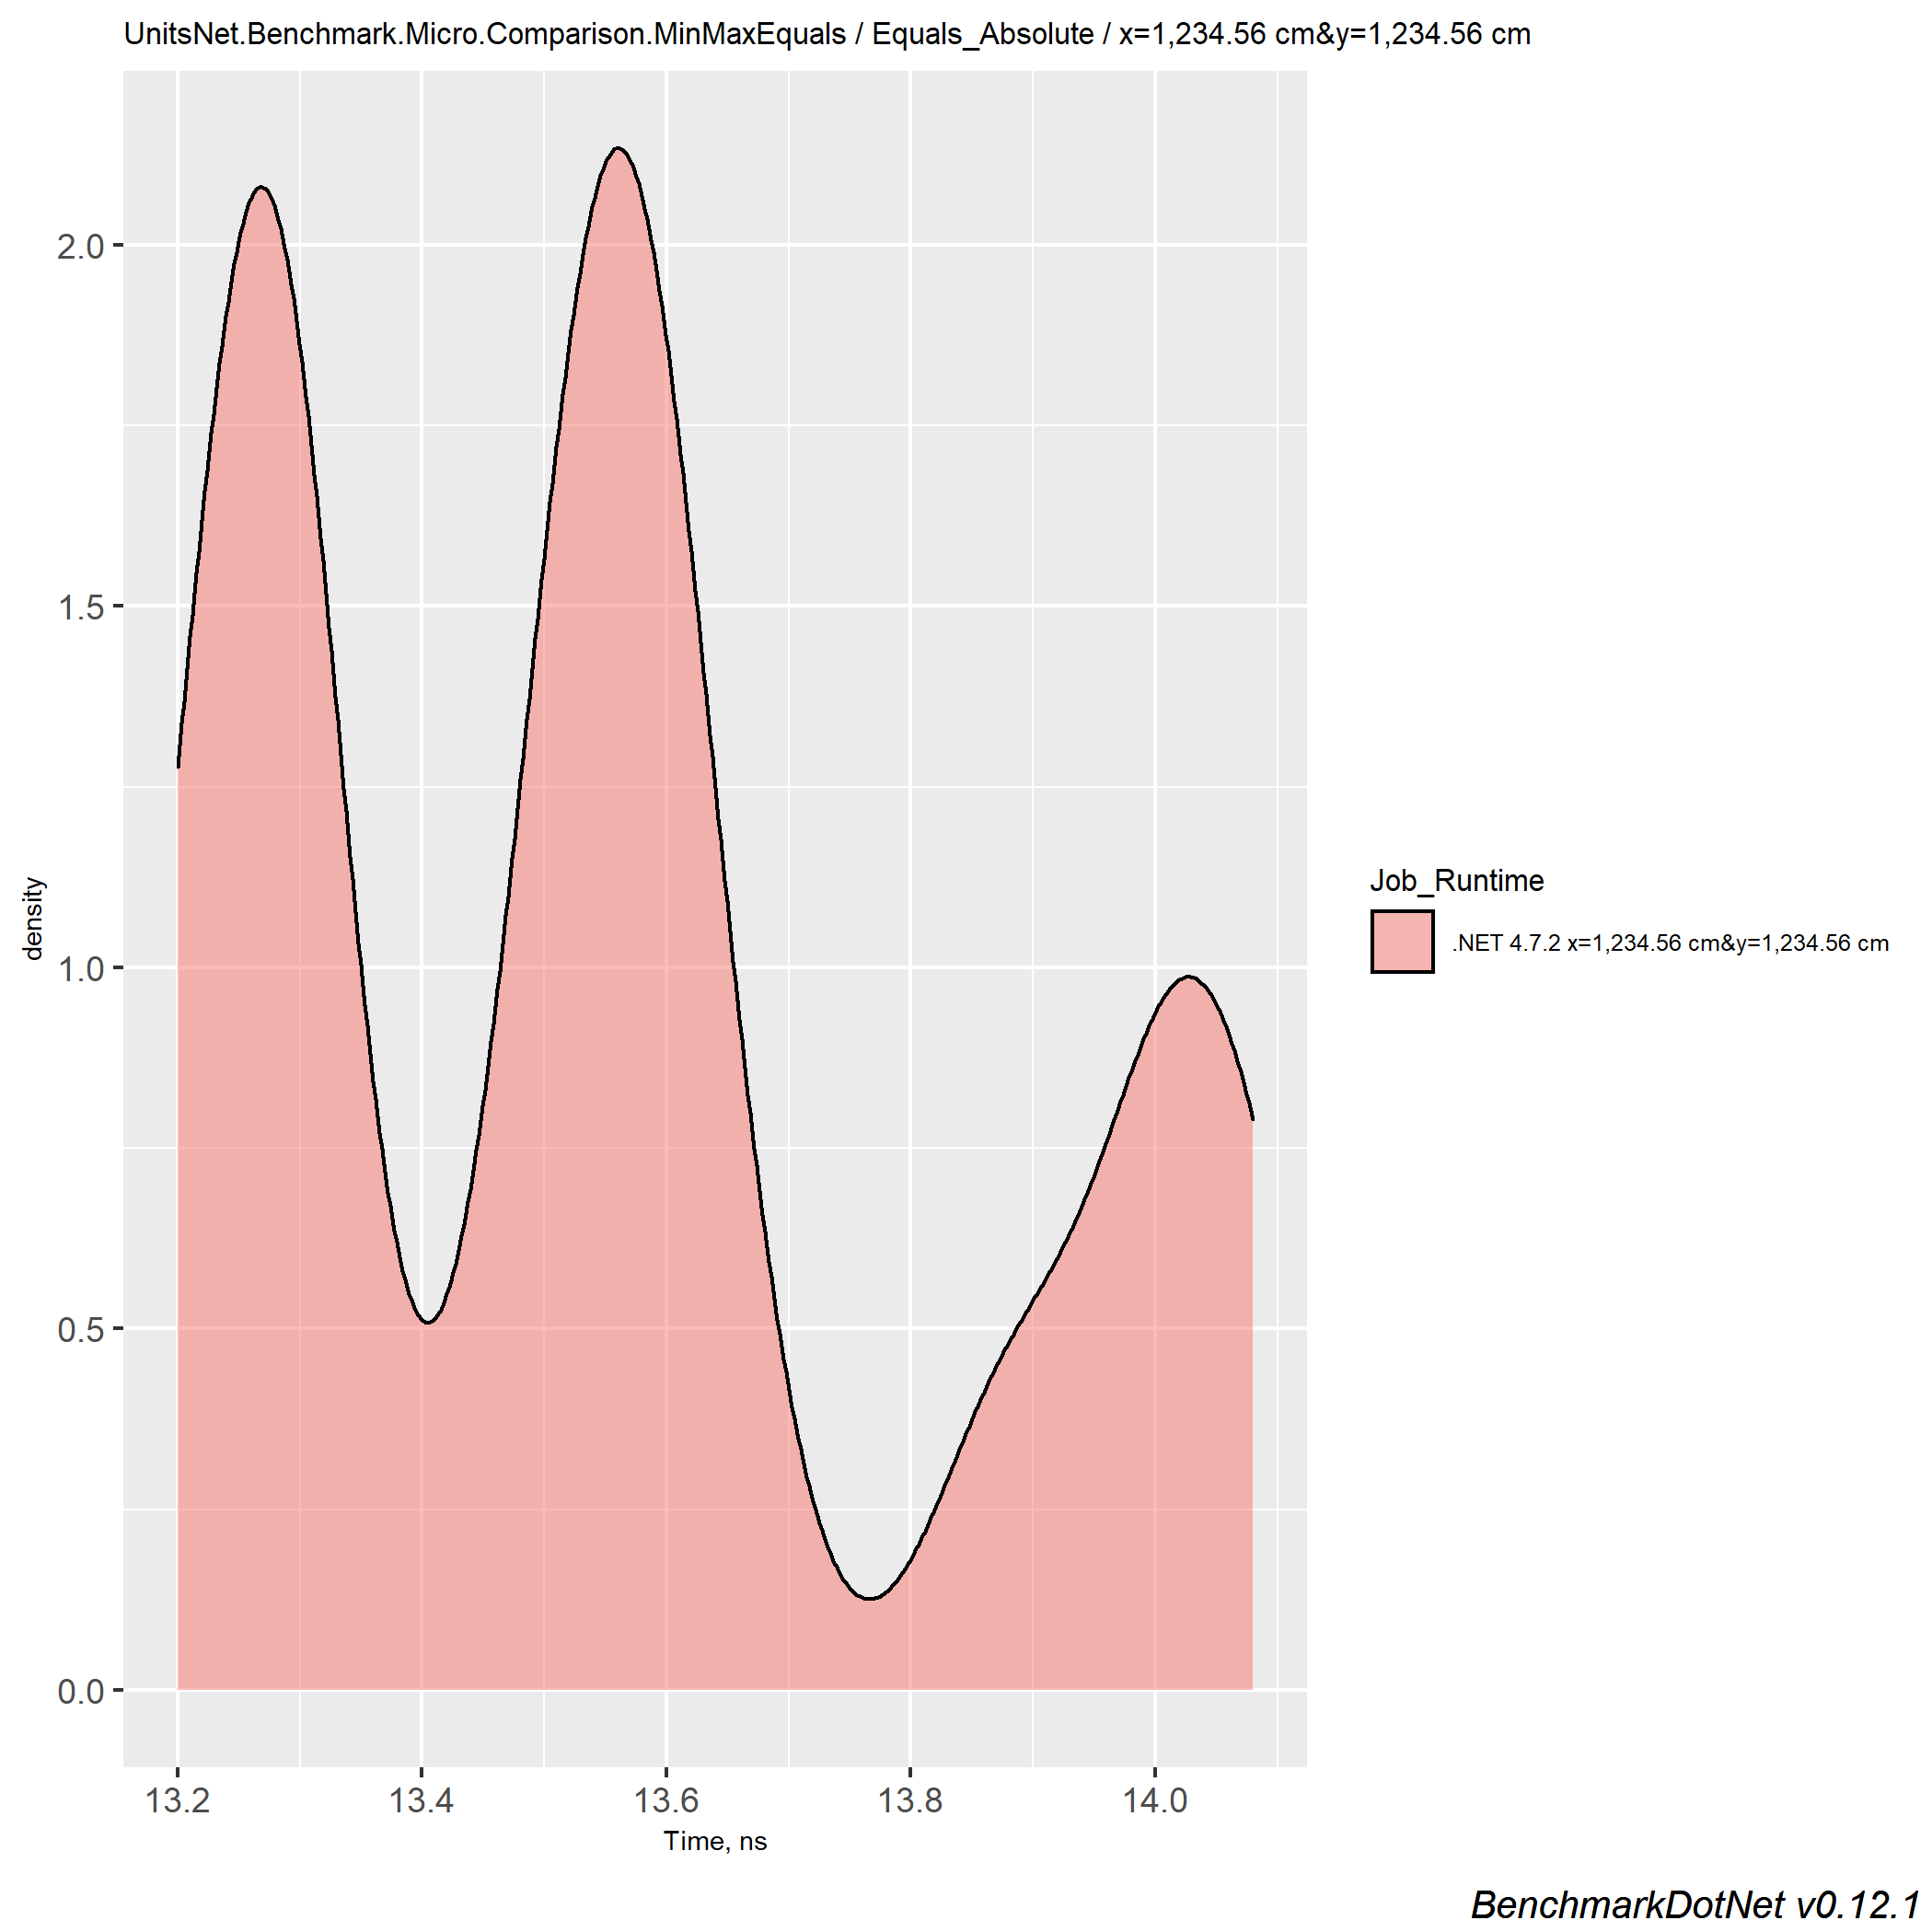 UnitsNet.Benchmark.Micro.Comparison.MinMaxEquals / Equals_Absolute / x=1,234.56 cm&y=1,234.56 cm
2.0
1.5
1.0
0.5
0.0
density
13.2 13.4 13.6 13.8 14.0
Time, ns
Job_Runtime
.NET 4.7.2 x=1,234.56 cm&y=1,234.56 cm
BenchmarkDotNet v0.12.1